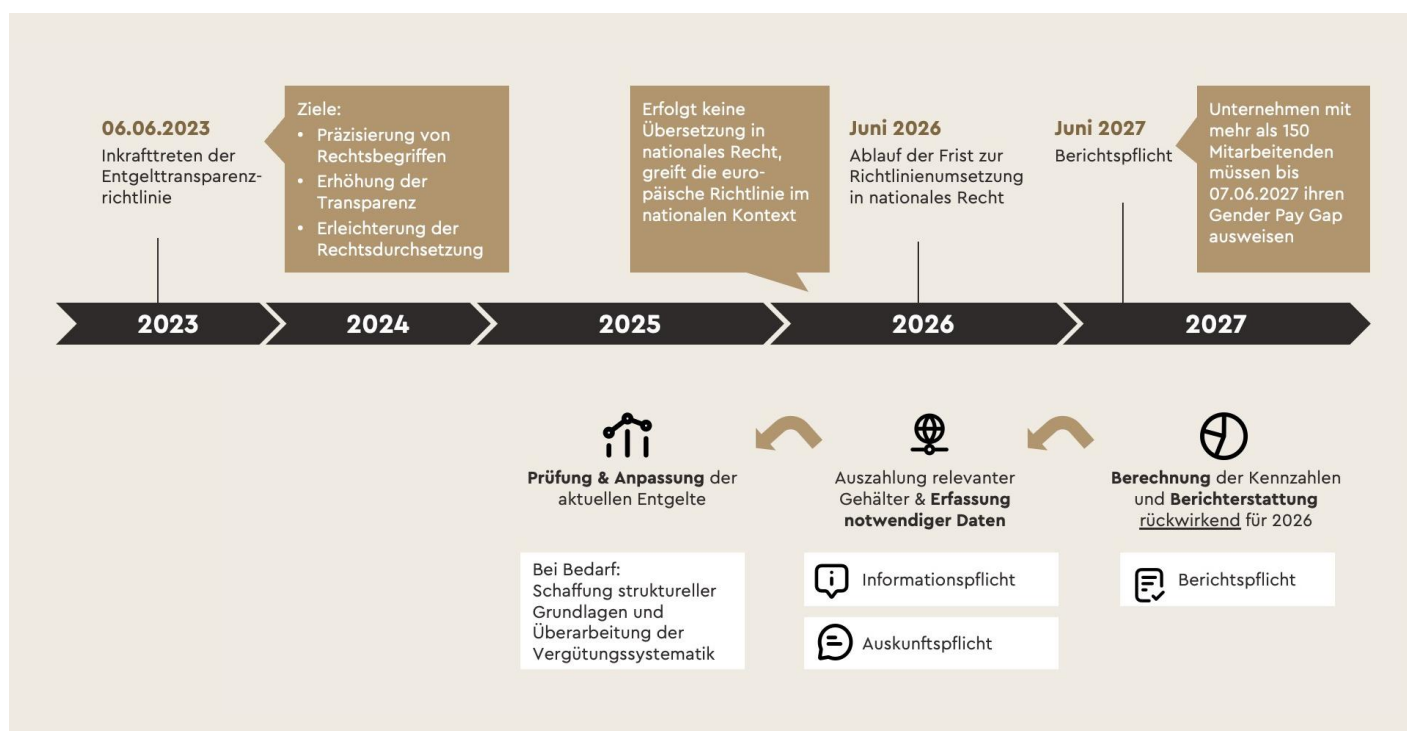 06.06.2023
Inkrafttreten der
Entgelttransparenz-
richtlinie
Ziele:
• Präzisierung von
Rechtsbegriffen
• Erhöhung der
Transparenz
• Erleichterung der
Rechtsdurchsetzung
Erfolgt keine
Übersetzung in
nationales Recht,
greift die euro-
päische Richtlinie im
nationalen Kontext
Juni 2026
Ablauf der Frist zur
Richtlinienumsetzung
in nationales Recht
Juni 2027
Berichtspflicht
Unternehmen mit
mehr als 150
Mitarbeitenden
müssen bis
07.06.2027 ihren
Gender Pay Gap
ausweisen
2023
2024
2025
2026
2027
Prüfung & Anpassung der
aktuellen Entgelte
Bei Bedarf:
Schaffung struktureller
Grundlagen und
Überarbeitung der
Vergütungssystematik
Auszahlung relevanter
Gehälter & Erfassung
notwendiger Daten
Informationspflicht
Auskunftspflicht
Berechnung der Kennzahlen
und Berichterstattung
rückwirkend für 2026
Berichtspflicht